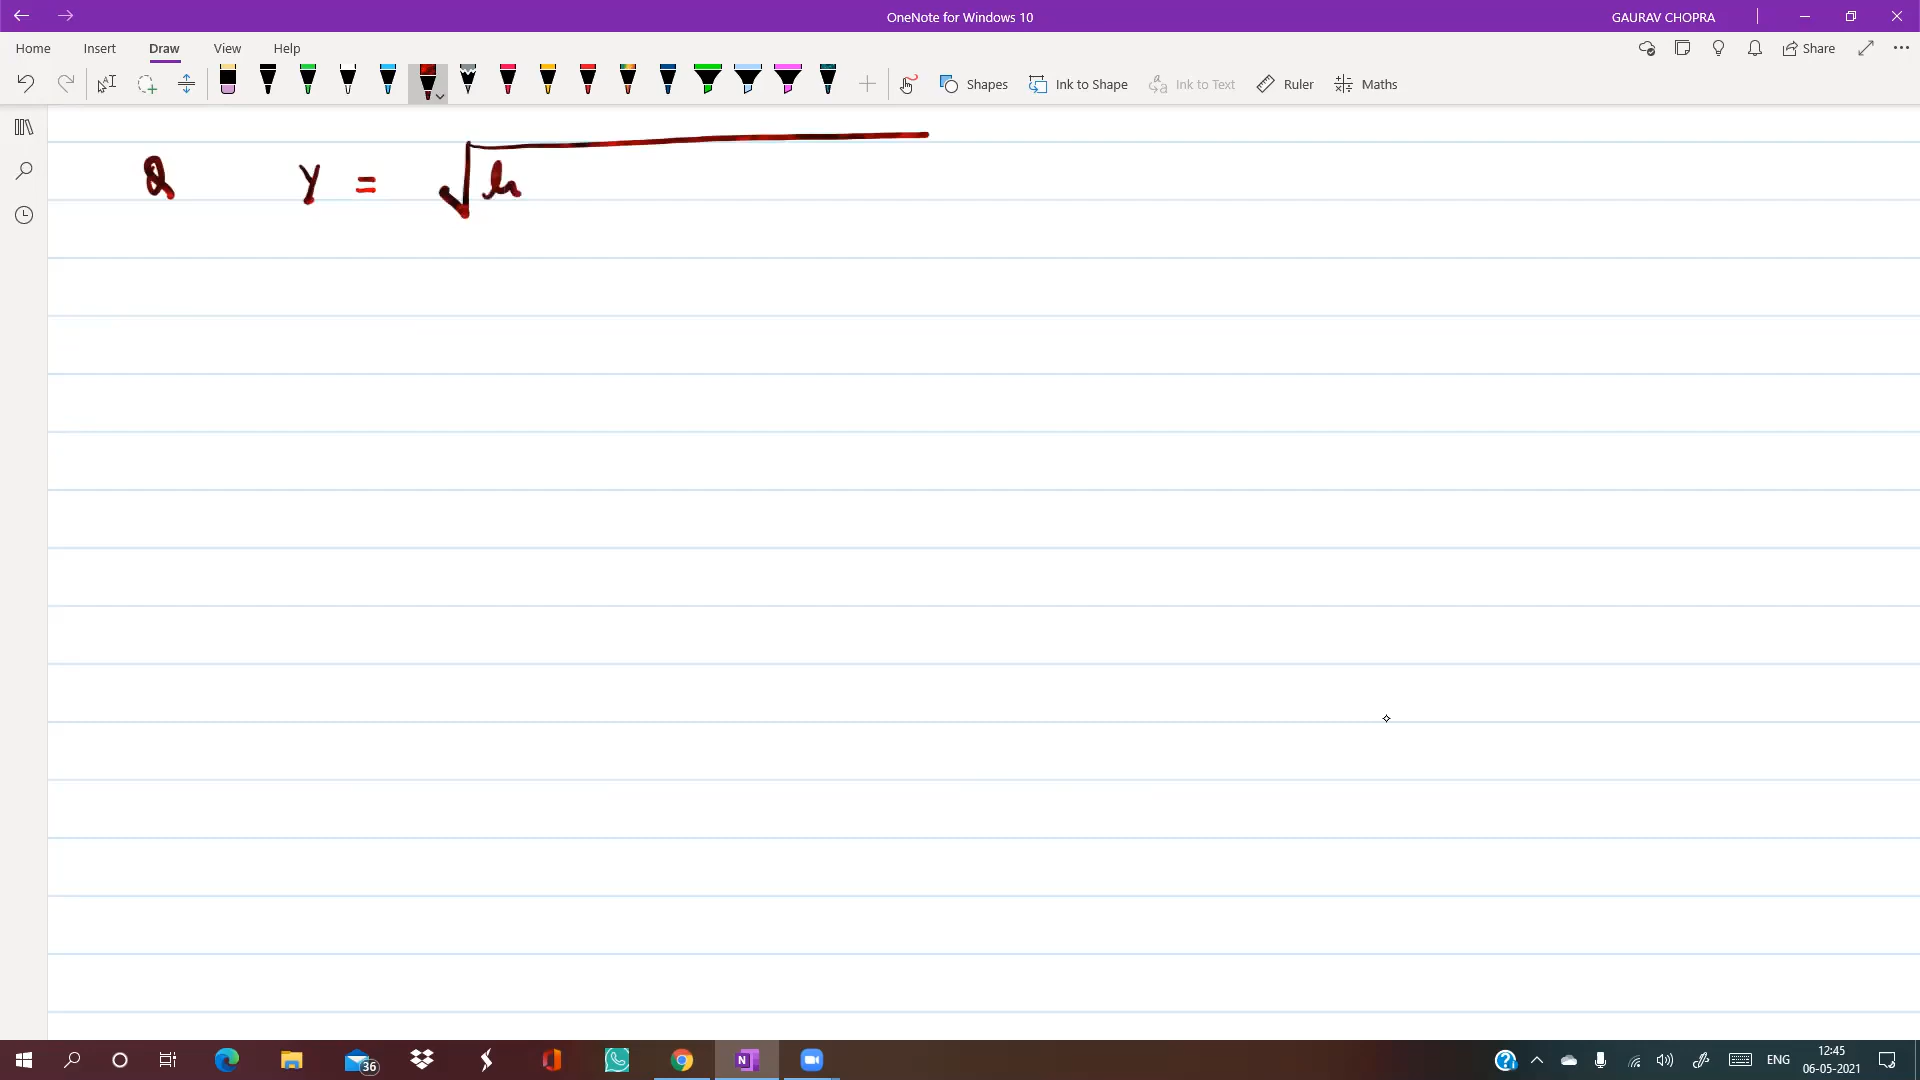 OneNote for Windows 10
GAURAV CHOPRA
Home Insert Draw View Help
Share
Shapes Ink to Shape Ink to Text Ruler Maths
Q y = √
36
ENG
12:45
06-05-2021